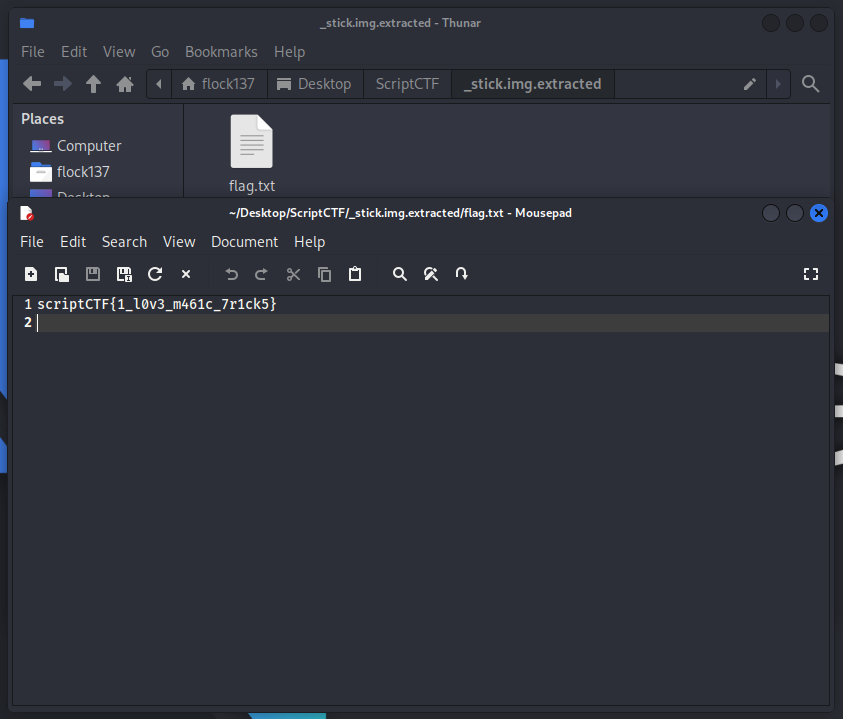 _stick.img.extracted - Thunar
File Edit View Go Bookmarks Help
flock137 Desktop ScriptCTF _stick.img.extracted
Places
Computer
flock137
Desktop
flag.txt
~/Desktop/ScriptCTF/_stick.img.extracted/flag.txt - Mousepad
File Edit Search View Document Help
1 scriptCTF{1_l0v3_m461c_7r1ck5}
2